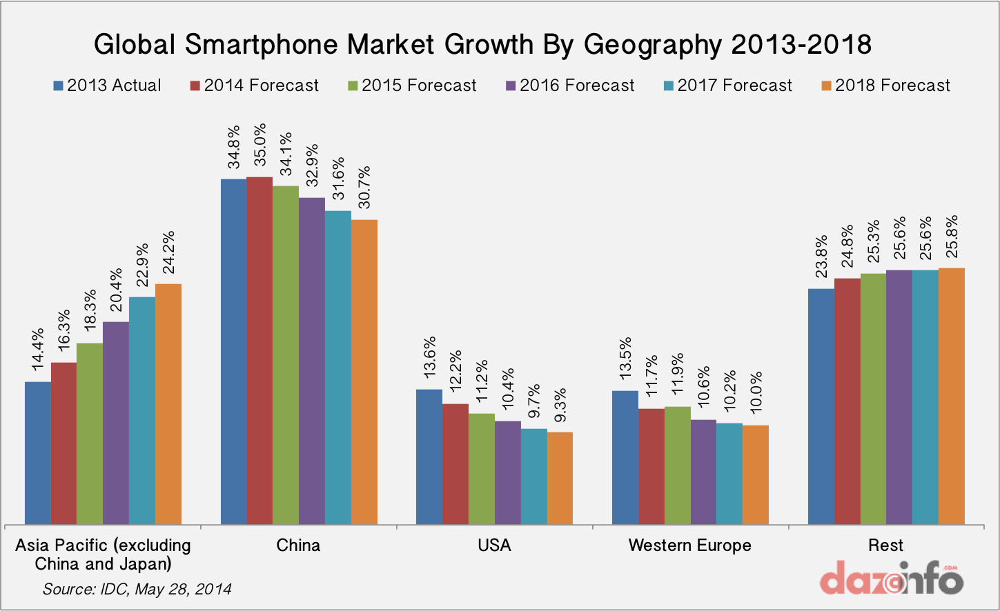 Global Smartphone Market Growth By Geography 2013-2018
2013 Actual 2014 Forecast 2015 Forecast 2016 Forecast 2017 Forecast 2018 Forecast
14.4% 16.3% 18.3% 20.4% 22.9% 24.2%
34.8% 35.0% 34.1% 32.9% 31.6% 30.7%
13.6% 12.2% 11.2% 10.4% 9.7% 9.3%
13.5% 11.7% 11.9% 10.6% 10.2% 10.0%
23.8% 24.8% 25.3% 25.6% 25.6% 25.8%
Asia Pacific (excluding
China and Japan)
China
USA
Western Europe
Rest
Source: IDC, May 28, 2014
dazeinfo
.COM